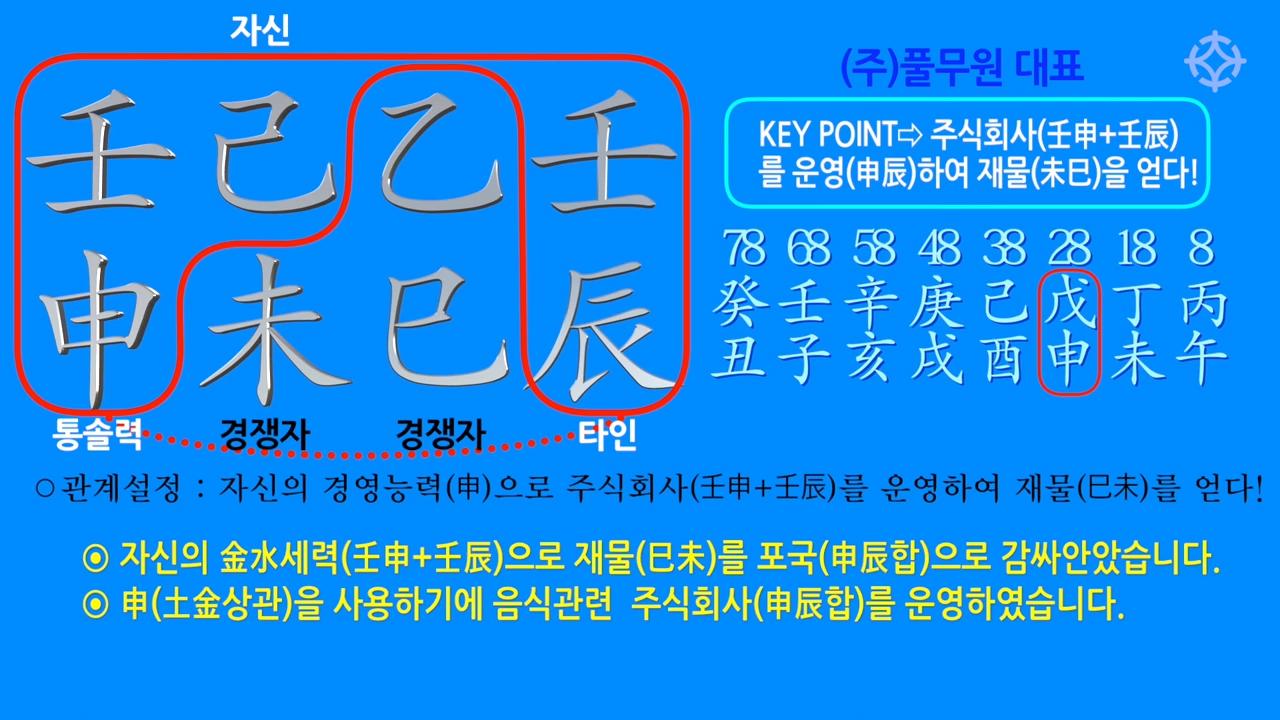 자신
壬 己 乙 壬
申 未 巳 辰
통솔력 경쟁자 경쟁자 타인
(주)풀무원 대표
KEY POINT⇨ 주식회사(壬申+壬辰)
를 운영(申辰)하여 재물(未巳)을 얻다!
78 68 58 48 38 28 18 8
癸 壬 辛 庚 己 戊 丁 丙
丑 子 亥 戌 酉 申 未 午
○관계설정 : 자신의 경영능력(申)으로 주식회사(壬申+壬辰)를 운영하여 재물(巳未)를 얻다!
◉ 자신의 金水세력(壬申+壬辰)으로 재물(巳未)를 포국(申辰합)으로 감싸안았습니다.
◉ 申(土金상관)을 사용하기에 음식관련 주식회사(申辰합)를 운영하였습니다.